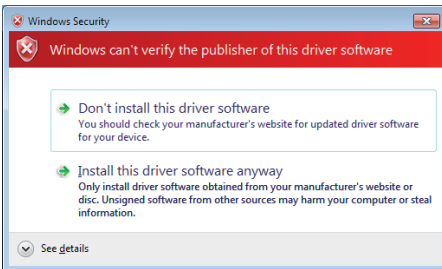 Windows Security
Windows can't verify the publisher of this driver software
Don't install this driver software
You should check your manufacturer's website for updated driver software
for your device.
Install this driver software anyway
Only install driver software obtained from your manufacturer's website or
disc. Unsigned software from other sources may harm your computer or steal
information.
See details